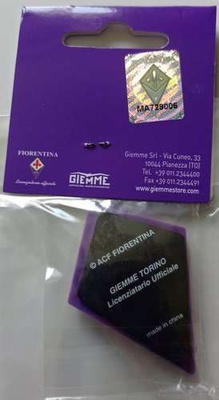 MA729006
Giemme Srl - Via Cuneo, 33
10044 Pianezza (TO)
Tel. +39 011.2344400
Fax +39 011.2344491
www.giemmestore.com
FIORENTINA
Licenziatario ufficiale
GIEMME
© ACF FIORENTINA
GIEMME TORINO
Licenziatario Ufficiale
made in china